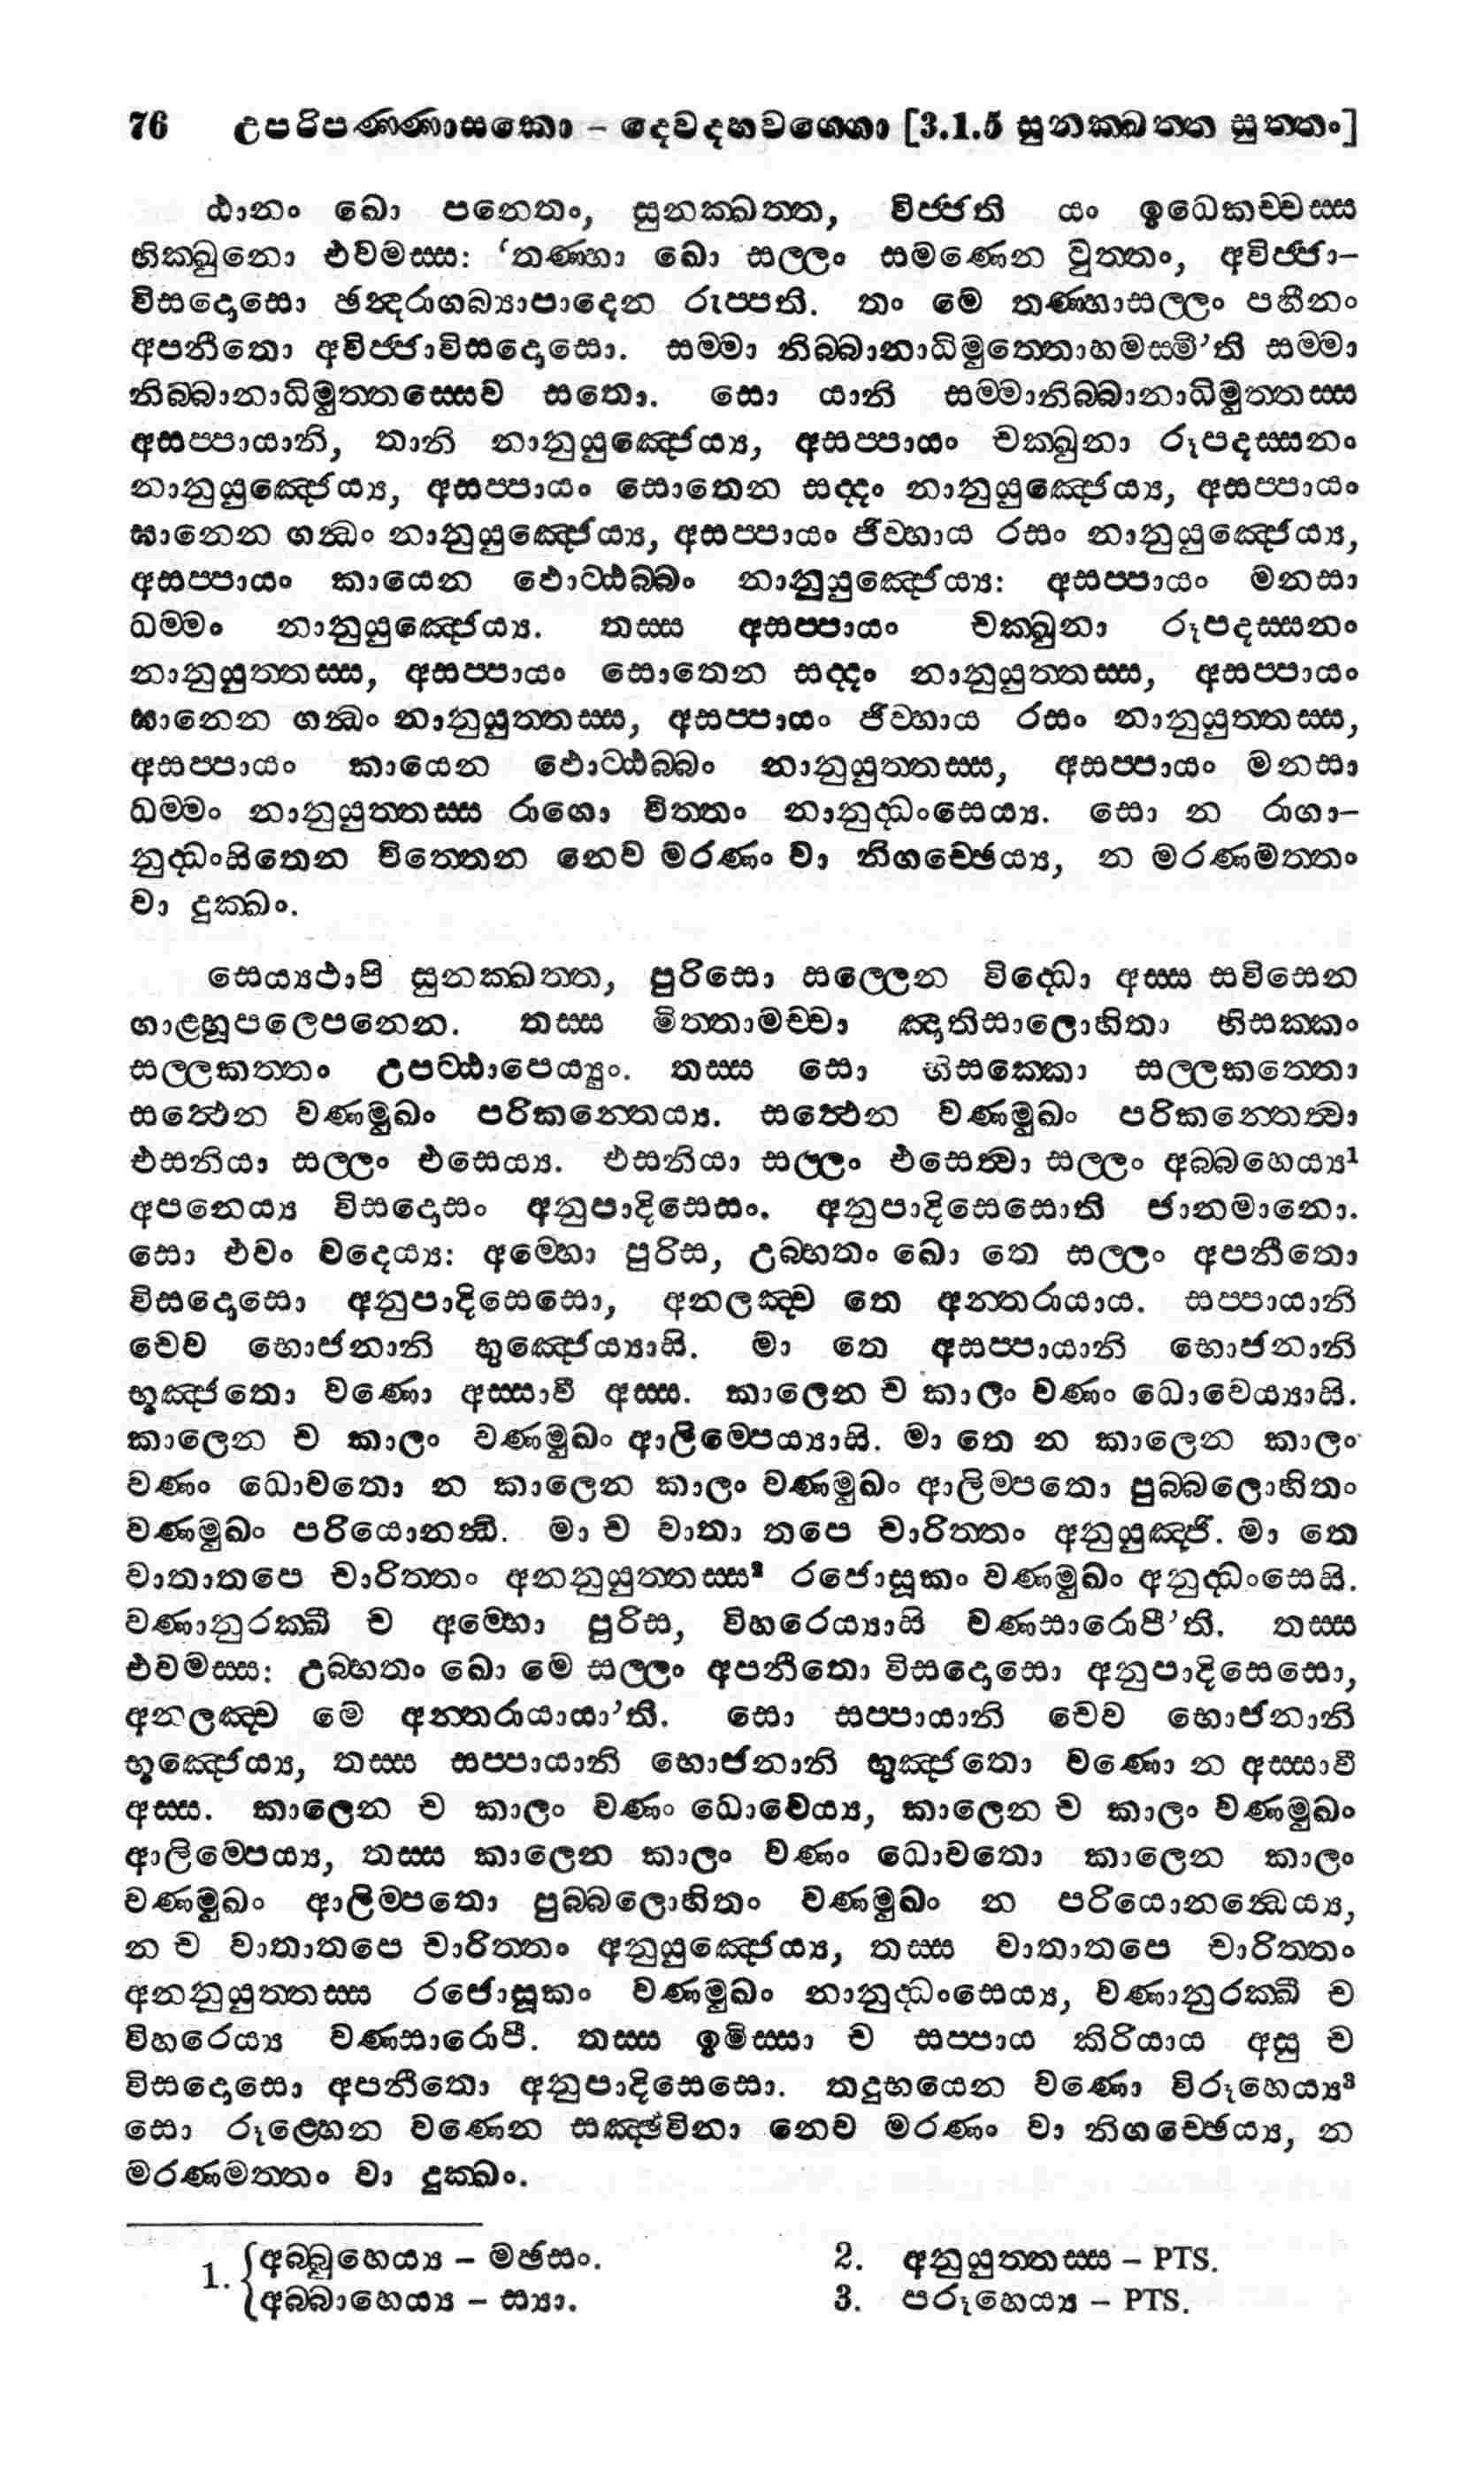 76 උපරිපණ්ණාසකො – දෙවදහවග්ගො [3.1.5 සුනක්ඛත්ත සුත්තං]
ඨානං ඛො පනෙතං, සුනක්ඛත්ත, විජ්ජති යං ඉධෙකච්චස්ස
භික්ඛුනො එවමස්ස: ‘තණ්හා ඛො සල්ලං සමණෙන වූත්තං, අවිජ්ජා–
විසදොසො ඡන්දරාගබ්‍යාපාදෙන රුප්පති. තං මෙ තණ්හාසල්ලං පහීනං
අපනීතො අවිජ්ජාවිසදොසො. සම්මා නිබ්බානාධිමුත්තොහමස්මී’ති සම්මා
නිබ්බානාධිමුත්තස්සෙව සතො. සො යානි සම්මානිබ්බානාධිමුත්තස්ස
අසප්පායානි, තානි නානුයුඤ්ජෙය්‍ය, අසප්පායං චක්ඛුනා රූපදස්සනං
නානුයුඤ්ජෙය්‍ය, අසප්පායං සොතෙන සද්දං නානුයුඤ්ජෙය්‍ය, අසප්පායං
ඝානෙන ගන්ධං නානුයුඤ්ජෙය්‍ය, අසප්පායං ජිව්හාය රසං නානුයුඤ්ජෙය්‍ය,
අසප්පායං කායෙන ඵොට්ඨබ්බං නානුයුඤ්ජෙය්‍ය: අසප්පායං මනසා
ධම්මං නානුයුඤ්ජෙය්‍ය. තස්ස අසප්පායං චක්ඛුනා රූපදස්සනං
නානුයුත්තස්ස, අසප්පායං සොතෙන සද්දං නානුයුත්තස්ස, අසප්පායං
ඝානෙන ගන්ධං නානුයුත්තස්ස, අසප්පායං ජිව්හාය රසං නානුයුත්තස්ස,
අසප්පායං කායෙන ඵොට්ඨබ්බං නානුයුත්තස්ස, අසප්පායං මනසා
ධම්මං නානුයුත්තස්ස රාගො චිත්තං නානුද්ධංසෙය්‍ය. සො න රාගා–
නුද්ධංසිතෙන චිත්තෙන නෙව මරණං වා නිගච්ඡෙය්‍ය, න මරණමත්තං
වා දුක්ඛං.
සෙය්‍යථාපි සුනක්ඛත්ත, පුරිසො සල්ලෙන විද්ධො අස්ස සවිසෙන
ගාළ්හූපලෙපනෙන. තස්ස මිත්තාමච්චා ඤාතිසාලොහිතා භිසක්කං
සල්ලකත්තං උපට්ඨාපෙය්‍යුං. තස්ස සො භිසක්කො සල්ලකත්තො
සත්ථෙන වණමුඛං පරිකන්තෙය්‍ය. සත්ථෙන වණමුඛං පරිකන්තෙත්වා
එසනියා සල්ලං එසෙය්‍ය. එසනියා සල්ලං එසෙත්වා සල්ලං අබ්බහෙය්‍ය¹
අපනෙය්‍ය විසදොසං අනුපාදිසෙසං. අනුපාදිසෙසොති ජානමානො.
සො එවං වදෙය්‍ය: අම්භො පුරිස, උබ්භතං ඛො තෙ සල්ලං අපනීතො
විසදොසො අනුපාදිසෙසො, අනලඤ්ච තෙ අන්තරායාය. සප්පායානි
චෙව භොජනානි භුඤ්ජෙය්‍යාසි. මා තෙ අසප්පායානි භොජනානි
භුඤ්ජතො වණො අස්සාවී අස්ස. කාලෙන ච කාලං වණං ධොවෙය්‍යාසි.
කාලෙන ච කාලං වණමුඛං ආලිම්පෙය්‍යාසි. මා තෙ න කාලෙන කාලං
වණං ධොවතො න කාලෙන කාලං වණමුඛං ආලිම්පතො පුබ්බලොහිතං
වණමුඛං පරියොනන්ධි. මා ච වාතා තපෙ චාරිත්තං අනුයුඤ්ජි. මා තෙ
වාතාතපෙ චාරිත්තං අනනුයුත්තස්ස² රජොසූකං වණමුඛං අනුද්ධංසෙසි.
වණානුරක්ඛී ච අම්භො පුරිස, විහරෙය්‍යාසි වණසාරොපී’ති. තස්ස
එවමස්ස: උබ්භතං ඛො මෙ සල්ලං අපනීතො විසදොසො අනුපාදිසෙසො,
අනලඤ්ච මෙ අන්තරායායා’ති. සො සප්පායානි චෙව භොජනානි
භුඤ්ජෙය්‍ය, තස්ස සප්පායානි භොජනානි භුඤ්ජතො වණො න අස්සාවී
අස්ස. කාලෙන ච කාලං වණං ධොවෙය්‍ය, කාලෙන ච කාලං වණමුඛං
ආලිම්පෙය්‍ය, තස්ස කාලෙන කාලං වණං ධොවතො කාලෙන කාලං
වණමුඛං ආලිම්පතො පුබ්බලොහිතං වණමුඛං න පරියොනන්ධෙය්‍ය,
න ච වාතාතපෙ චාරිත්තං අනුයුඤ්ජෙය්‍ය, තස්ස වාතාතපෙ චාරිත්තං
අනනුයුත්තස්ස රජොසූකං වණමුඛං නානුද්ධංසෙය්‍ය, වණානුරක්ඛී ච
විහරෙය්‍ය වණසාරොපී. තස්ස ඉමිස්සා ච සප්පාය කිරියාය අසු ච
විසදොසො අපනීතො අනුපාදිසෙසො. තදුභයෙන වණො විරූහෙය්‍ය³
සො රූළ්හෙන වණෙන සඤ්ඡවිනා නෙව මරණං වා නිගච්ඡෙය්‍ය, න
මරණමත්තං වා දුක්ඛං.
1. {අබ්බුහෙය්‍ය – මඡසං. 2. අනුයුත්තස්ස – PTS.
{අබ්බාහෙය්‍ය – ස්‍යා. 3. පරූහෙය්‍ය – PTS.